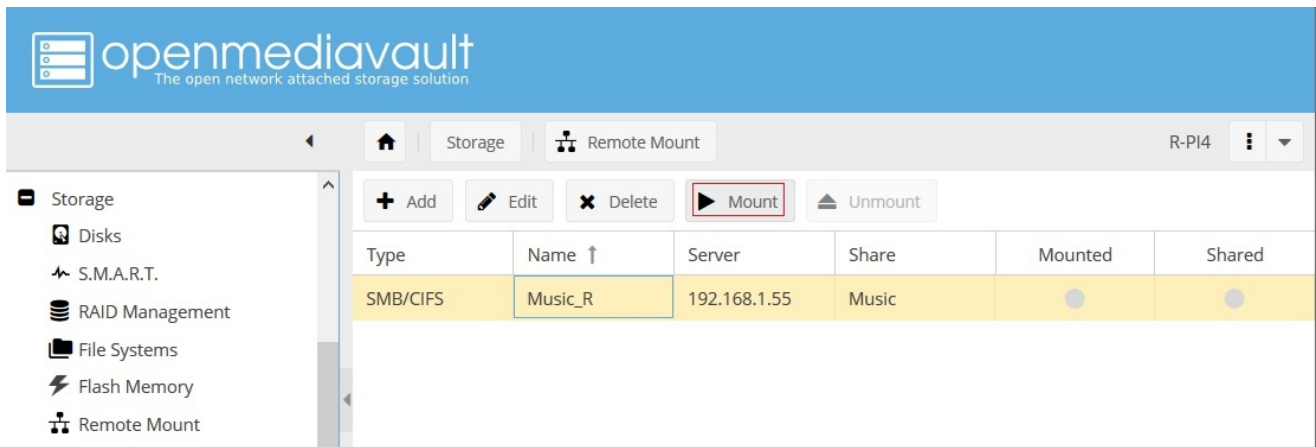 openmediavault
The open network attached storage solution
Storage
Remote Mount
R-PI4
Storage
Disks
S.M.A.R.T.
RAID Management
File Systems
Flash Memory
Remote Mount
Add
Edit
Delete
Mount
Unmount
Type Name Server Share Mounted Shared
SMB/CIFS Music_R 192.168.1.55 Music